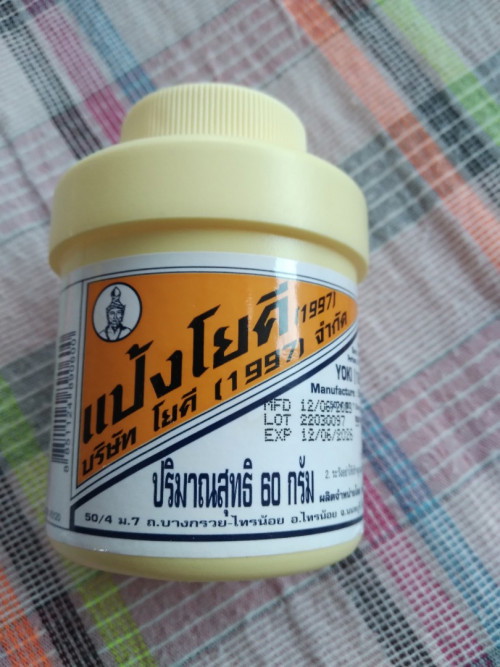 แป้งโยคี (1997)
บริษัท โยคี (1997) จำกัด
YOKI
Manufactur
MFD 12/06/2023
LOT 22030097
EXP 12/06/2026
ปริมาณสุทธิ 60 กรัม
50/4 ม.7 ถ.บางกรวย-ไทรน้อย อ.ไทรน้อย